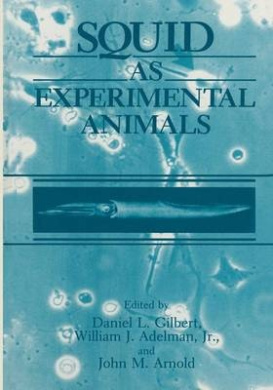 SQUID
AS
EXPERIMENTAL
ANIMALS
Edited by
Daniel L. Gilbert,
William J. Adelman, Jr.,
and
John M. Arnold